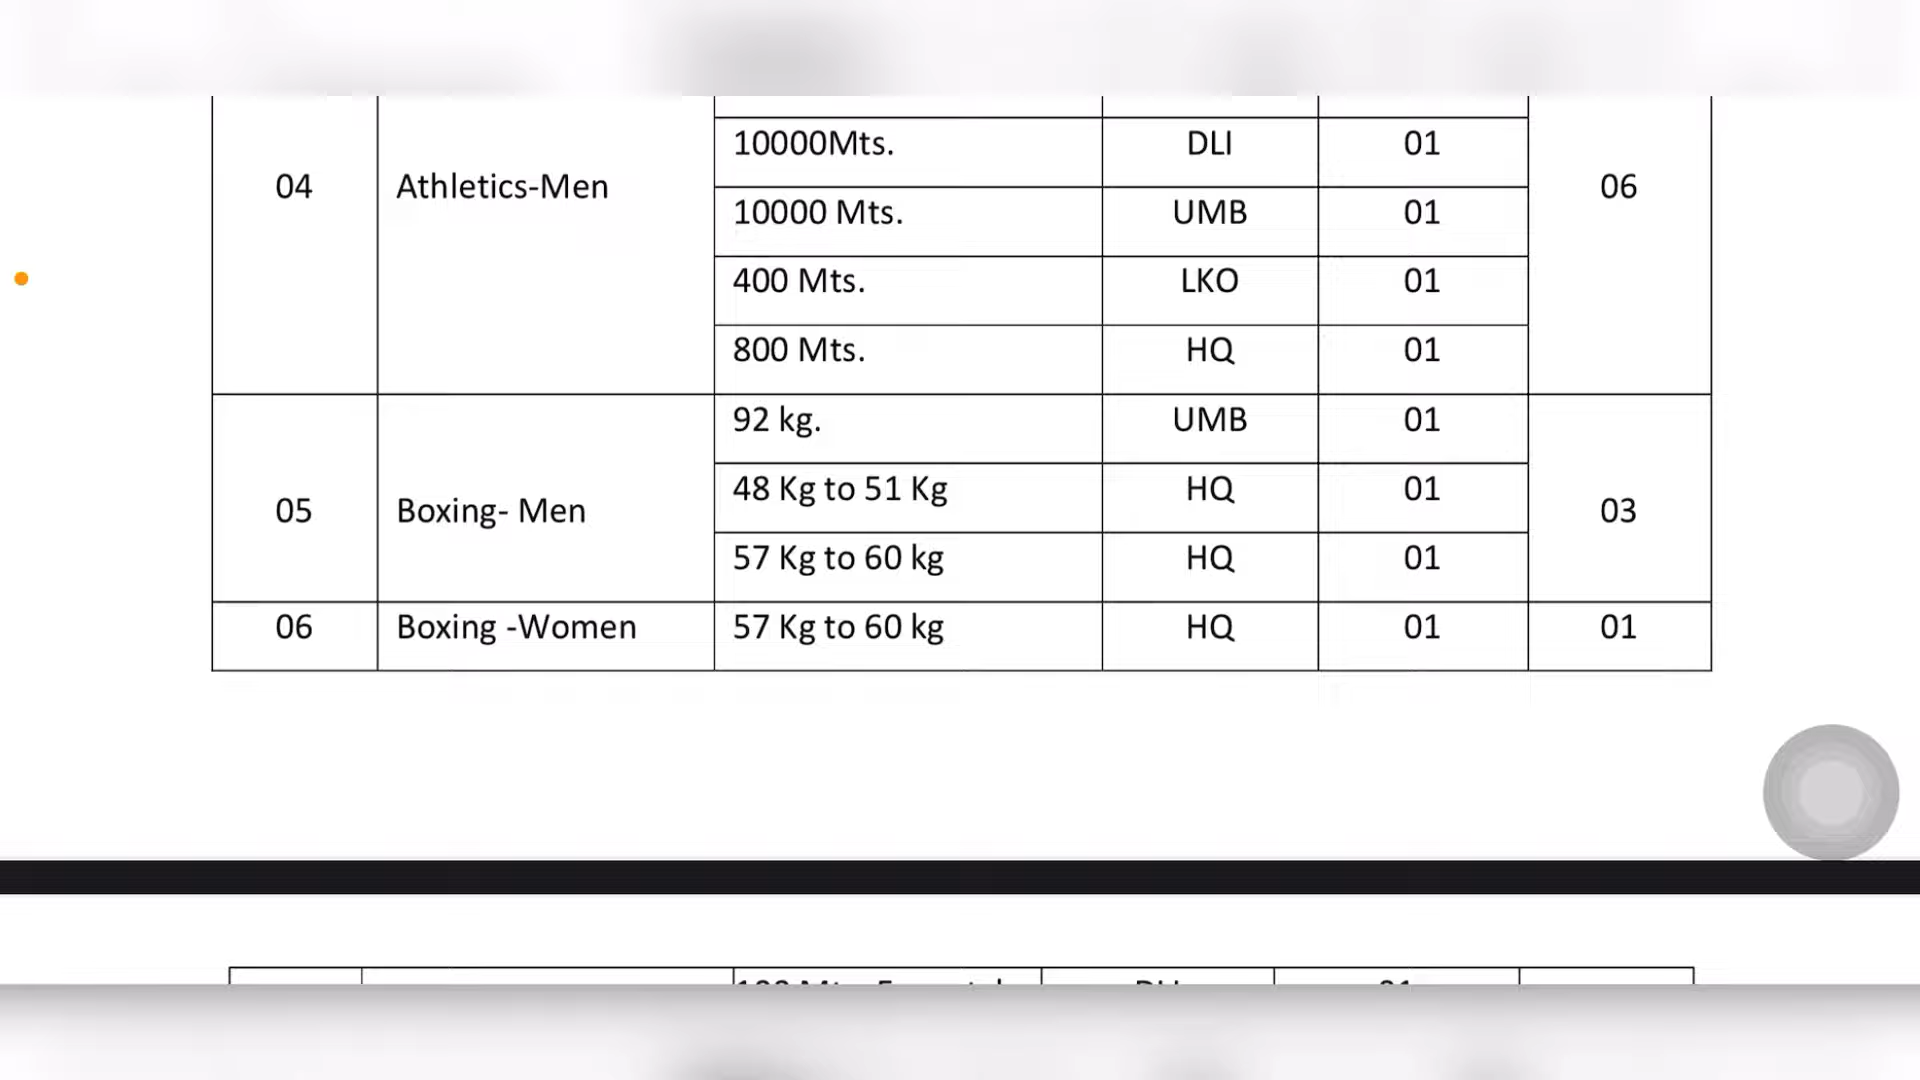 10000Mts. DLI 01
04 Athletics-Men 06
10000 Mts. UMB 01
400 Mts. LKO 01
800 Mts. HQ 01
92 kg. UMB 01
48 Kg to 51 Kg HQ 01
05 Boxing- Men 03
57 Kg to 60 kg HQ 01
06 Boxing -Women 57 Kg to 60 kg HQ 01 01